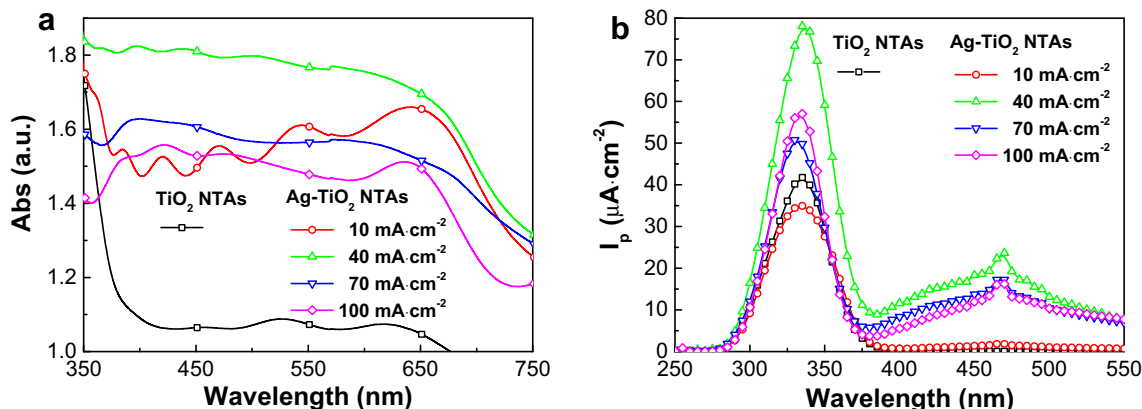 a
Abs (a.u.)
1.8
1.6
1.4
1.2
1.0
350 450 550 650 750
Wavelength (nm)
TiO₂ NTAs
Ag-TiO₂ NTAs
10 mA·cm⁻²
40 mA·cm⁻²
70 mA·cm⁻²
100 mA·cm⁻²
b
Iₚ (μA·cm⁻²)
80
70
60
50
40
30
20
10
0
250 300 350 400 450 500 550
Wavelength (nm)
TiO₂ NTAs
Ag-TiO₂ NTAs
10 mA·cm⁻²
40 mA·cm⁻²
70 mA·cm⁻²
100 mA·cm⁻²